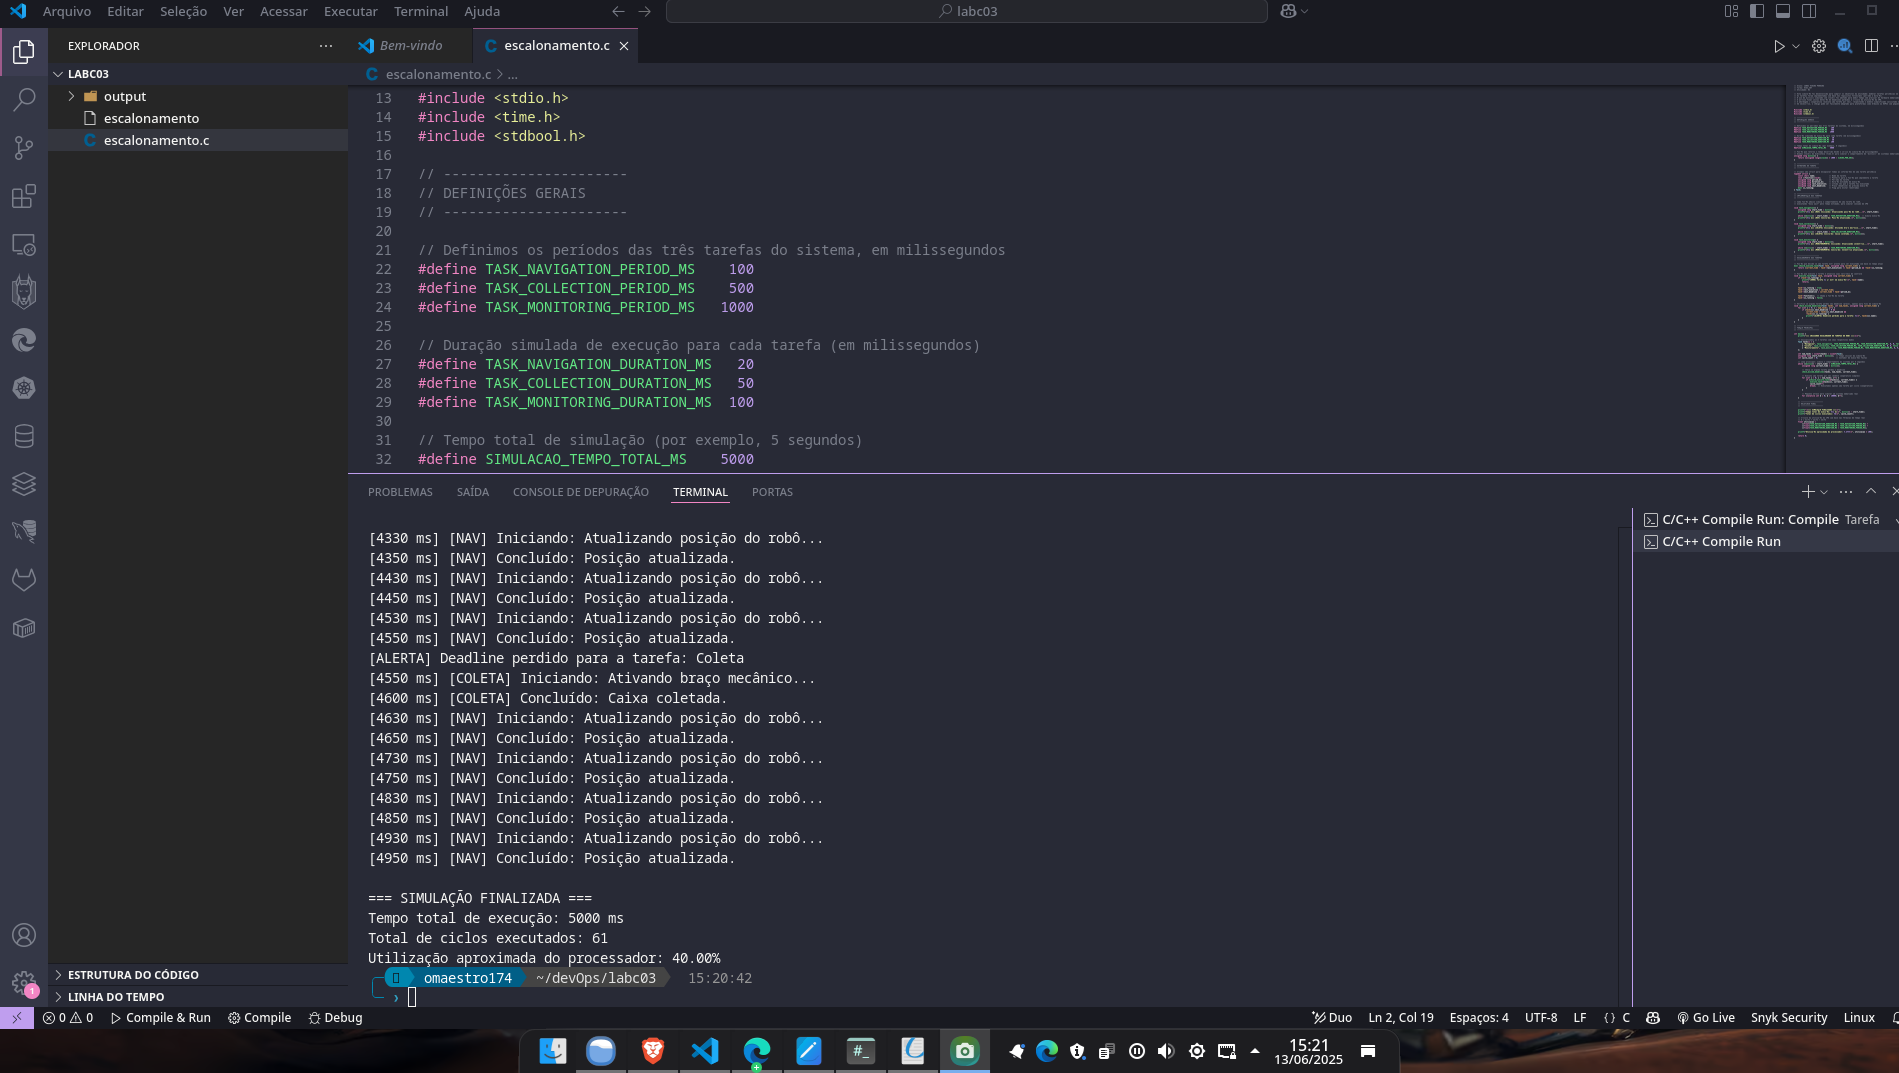 Arquivo Editar Seleção Ver Acessar Executar Terminal Ajuda
labc03
EXPLORADOR
LABC03
output
escalonamento
escalonamento.c
ESTRUTURA DO CÓDIGO
LINHA DO TEMPO
1
Bem-vindo
escalonamento.c
escalonamento.c > ...
13 #include <stdio.h>
14 #include <time.h>
15 #include <stdbool.h>
16
17 // ----------------------
18 // DEFINIÇÕES GERAIS
19 // ----------------------
20
21 // Definimos os períodos das três tarefas do sistema, em milissegundos
22 #define TASK_NAVIGATION_PERIOD_MS    100
23 #define TASK_COLLECTION_PERIOD_MS    500
24 #define TASK_MONITORING_PERIOD_MS   1000
25
26 // Duração simulada de execução para cada tarefa (em milissegundos)
27 #define TASK_NAVIGATION_DURATION_MS   20
28 #define TASK_COLLECTION_DURATION_MS   50
29 #define TASK_MONITORING_DURATION_MS  100
30
31 // Tempo total de simulação (por exemplo, 5 segundos)
32 #define SIMULACAO_TEMPO_TOTAL_MS    5000
PROBLEMAS SAÍDA CONSOLE DE DEPURAÇÃO TERMINAL PORTAS
[4330 ms] [NAV] Iniciando: Atualizando posição do robô...
[4350 ms] [NAV] Concluído: Posição atualizada.
[4430 ms] [NAV] Iniciando: Atualizando posição do robô...
[4450 ms] [NAV] Concluído: Posição atualizada.
[4530 ms] [NAV] Iniciando: Atualizando posição do robô...
[4550 ms] [NAV] Concluído: Posição atualizada.
[ALERTA] Deadline perdido para a tarefa: Coleta
[4550 ms] [COLETA] Iniciando: Ativando braço mecânico...
[4600 ms] [COLETA] Concluído: Caixa coletada.
[4630 ms] [NAV] Iniciando: Atualizando posição do robô...
[4650 ms] [NAV] Concluído: Posição atualizada.
[4730 ms] [NAV] Iniciando: Atualizando posição do robô...
[4750 ms] [NAV] Concluído: Posição atualizada.
[4830 ms] [NAV] Iniciando: Atualizando posição do robô...
[4850 ms] [NAV] Concluído: Posição atualizada.
[4930 ms] [NAV] Iniciando: Atualizando posição do robô...
[4950 ms] [NAV] Concluído: Posição atualizada.
=== SIMULAÇÃO FINALIZADA ===
Tempo total de execução: 5000 ms
Total de ciclos executados: 61
Utilização aproximada do processador: 40.00%
omaestro174 ~/devOps/labc03 15:20:42
C/C++ Compile Run: Compile Tarefa
C/C++ Compile Run
0 0 Compile & Run Compile Debug
Duo Ln 2, Col 19 Espaços: 4 UTF-8 LF {} C Go Live Snyk Security Linux
#_
15:21
13/06/2025